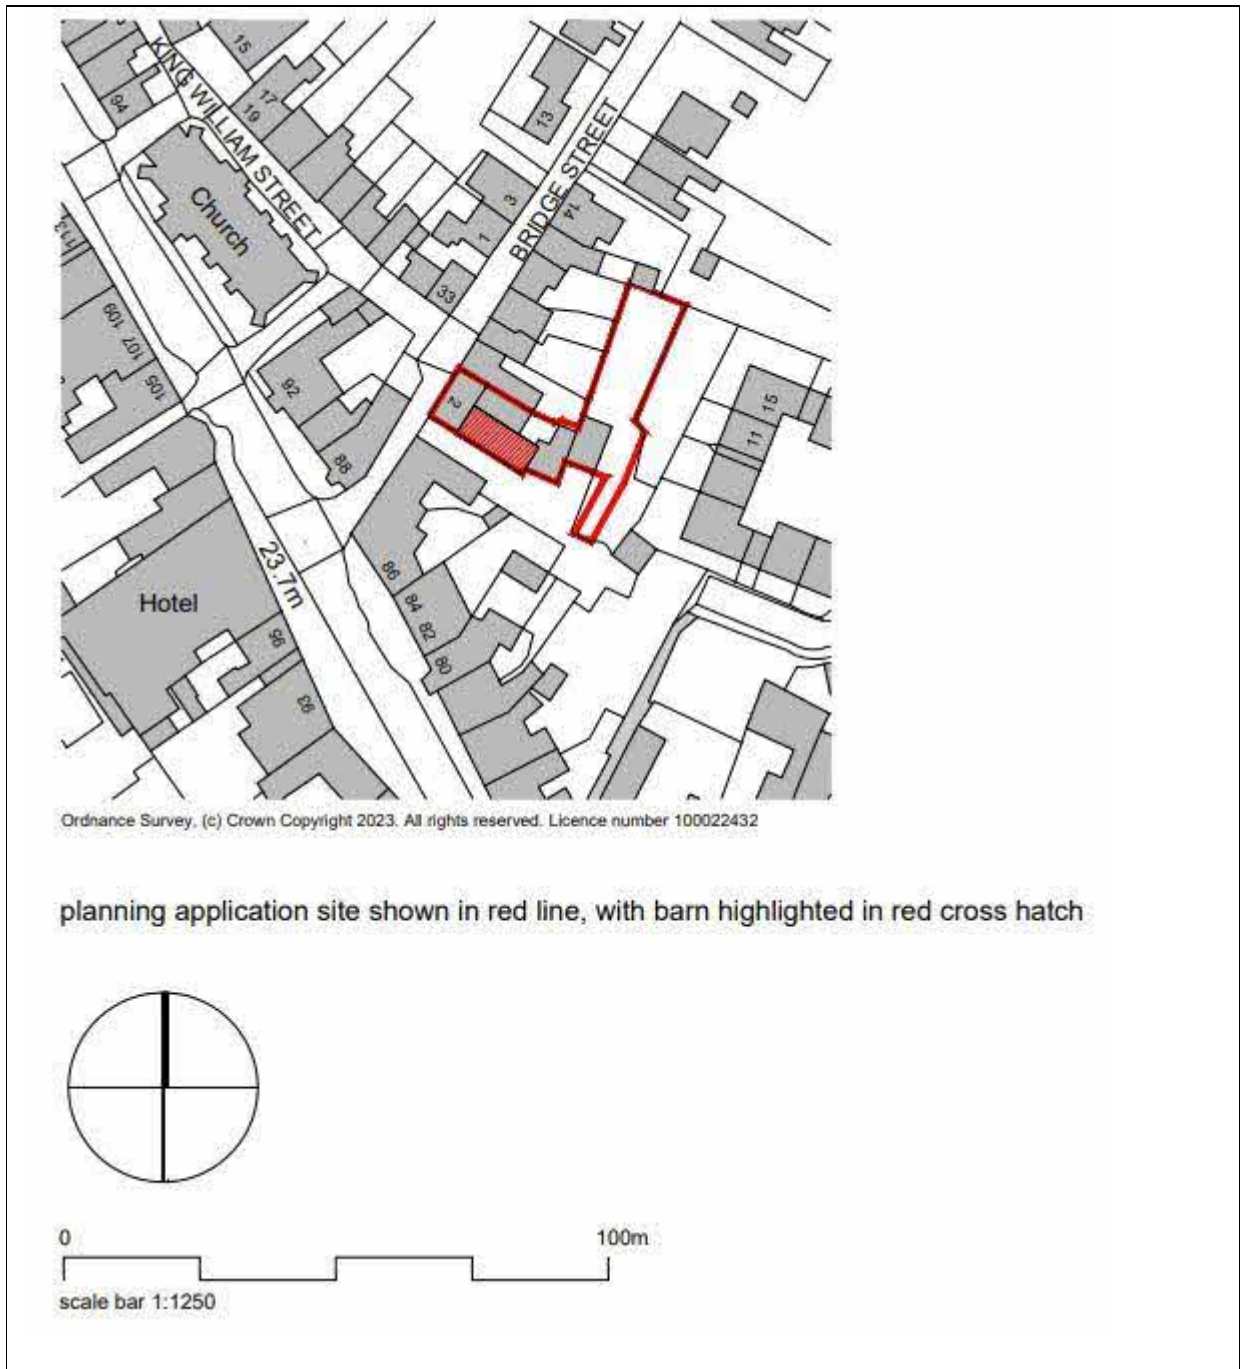 15
KING WILLIAM STREET
94
17
19
13
BRIDGE STREET
Church
3
14
1
33
113
109
107
105
92
2
15
11
88
23.7m
86
Hotel
84
82
95
80
93
Ordnance Survey, (c) Crown Copyright 2023. All rights reserved. Licence number 100022432
planning application site shown in red line, with barn highlighted in red cross hatch
0 100m
scale bar 1:1250